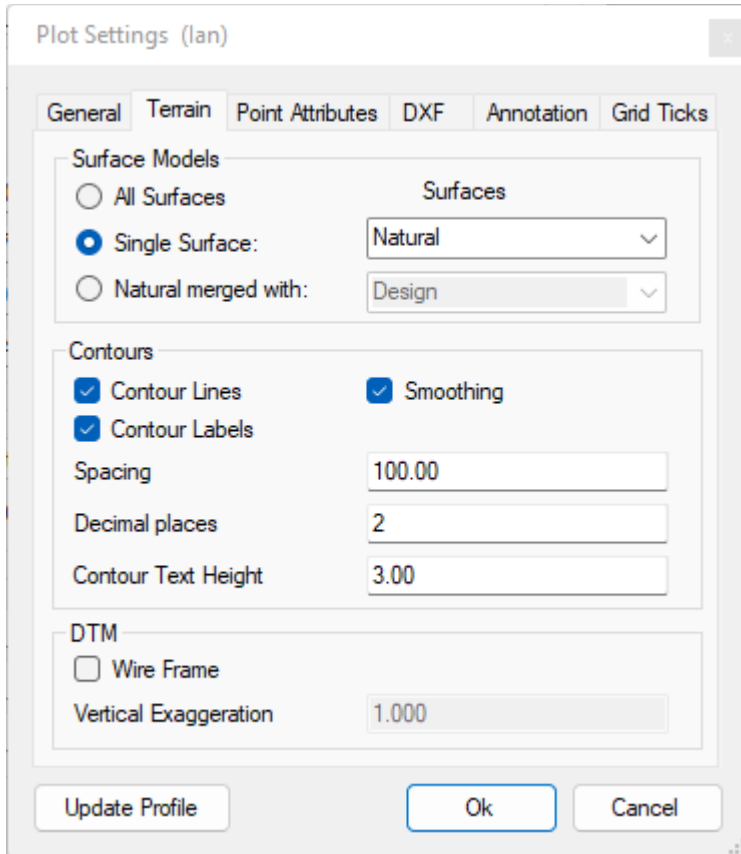 Plot Settings (Ian)
x
General Terrain Point Attributes DXF Annotation Grid Ticks
Surface Models
All Surfaces Surfaces
Single Surface: Natural
Natural merged with: Design
Contours
Contour Lines Smoothing
Contour Labels
Spacing 100.00
Decimal places 2
Contour Text Height 3.00
DTM
Wire Frame
Vertical Exaggeration 1.000
Update Profile Ok Cancel